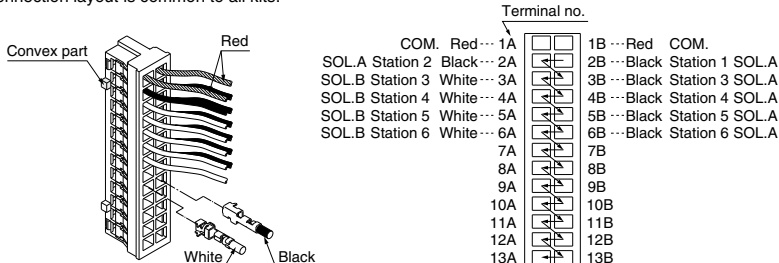 onnection layout is common to all kits.
Terminal no.
Convex part
Red
White
Black
COM. Red 1A 1B Red COM.
SOL.A Station 2 Black 2A 2B Black Station 1 SOL.A
SOL.B Station 3 White 3A 3B Black Station 3 SOL.A
SOL.B Station 4 White 4A 4B Black Station 4 SOL.A
SOL.B Station 5 White 5A 5B Black Station 5 SOL.A
SOL.B Station 6 White 6A 6B Black Station 6 SOL.A
7A 7B
8A 8B
9A 9B
10A 10B
11A 11B
12A 12B
13A 13B